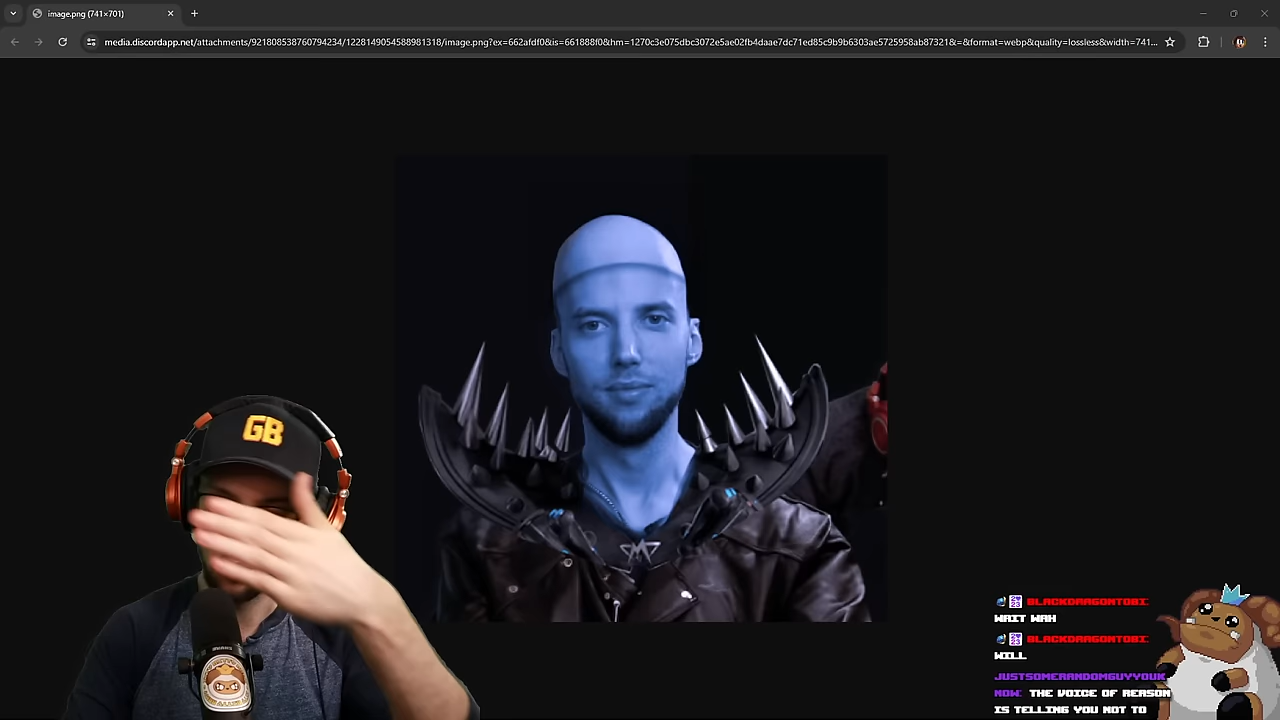 image.png (741×701)
media.discordapp.net/attachments/921808538760794234/1228149054588981318/image.png?ex=662afdf0&is=661888f0&hm=1270c3e075dbc3072e5ae02fb4daae7dc71ed85c9b9b6303ae5725958ab87321&=&format=webp&quality=lossless&width=741...
GB
BLACKDRAGONTOBI:
WAIT WAH
BLACKDRAGONTOBI:
WILL
JUSTSOMERANDOMGUYYOUK
NOW: THE VOICE OF REASON
IS TELLING YOU NOT TO